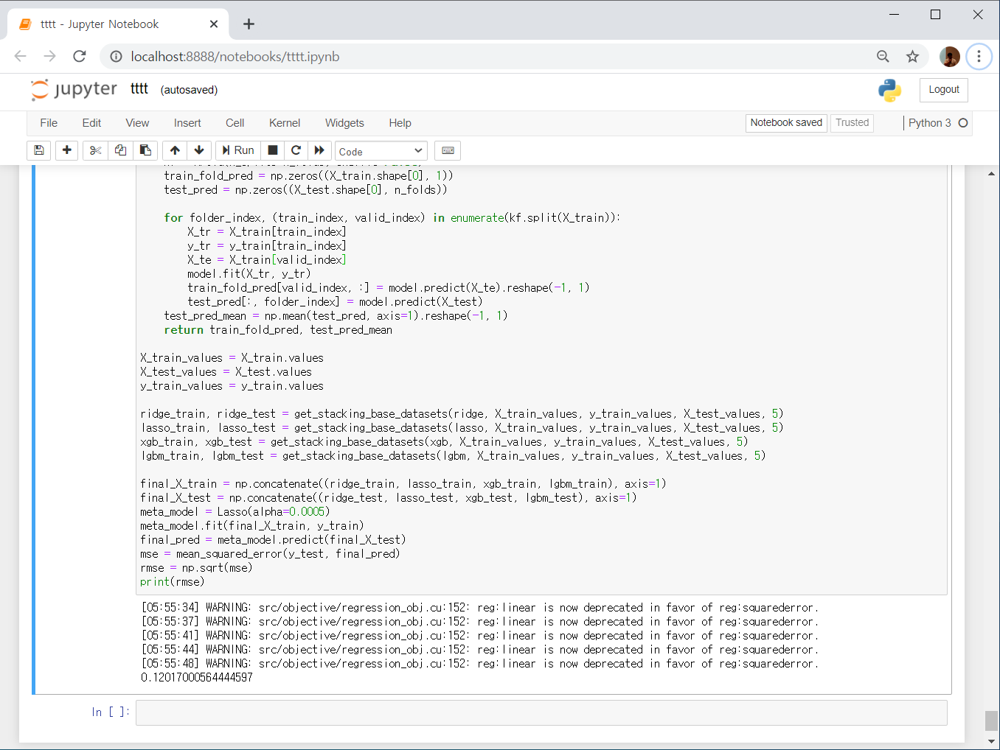 tttt - Jupyter Notebook
localhost:8888/notebooks/tttt.ipynb
jupyter tttt (autosaved)
Logout
File Edit View Insert Cell Kernel Widgets Help
Notebook saved Trusted Python 3
Run Code
train_fold_pred = np.zeros((X_train.shape[0], 1))
test_pred = np.zeros((X_test.shape[0], n_folds))
for folder_index, (train_index, valid_index) in enumerate(kf.split(X_train)):
X_tr = X_train[train_index]
y_tr = y_train[train_index]
X_te = X_train[valid_index]
model.fit(X_tr, y_tr)
train_fold_pred[valid_index, :] = model.predict(X_te).reshape(-1, 1)
test_pred[:, folder_index] = model.predict(X_test)
test_pred_mean = np.mean(test_pred, axis=1).reshape(-1, 1)
return train_fold_pred, test_pred_mean
X_train_values = X_train.values
X_test_values = X_test.values
y_train_values = y_train.values
ridge_train, ridge_test = get_stacking_base_datasets(ridge, X_train_values, y_train_values, X_test_values, 5)
lasso_train, lasso_test = get_stacking_base_datasets(lasso, X_train_values, y_train_values, X_test_values, 5)
xgb_train, xgb_test = get_stacking_base_datasets(xgb, X_train_values, y_train_values, X_test_values, 5)
lgbm_train, lgbm_test = get_stacking_base_datasets(lgbm, X_train_values, y_train_values, X_test_values, 5)
final_X_train = np.concatenate((ridge_train, lasso_train, xgb_train, lgbm_train), axis=1)
final_X_test = np.concatenate((ridge_test, lasso_test, xgb_test, lgbm_test), axis=1)
meta_model = Lasso(alpha=0.0005)
meta_model.fit(final_X_train, y_train)
final_pred = meta_model.predict(final_X_test)
mse = mean_squared_error(y_test, final_pred)
rmse = np.sqrt(mse)
print(rmse)
[05:55:34] WARNING: src/objective/regression_obj.cu:152: reg:linear is now deprecated in favor of reg:squarederror.
[05:55:37] WARNING: src/objective/regression_obj.cu:152: reg:linear is now deprecated in favor of reg:squarederror.
[05:55:41] WARNING: src/objective/regression_obj.cu:152: reg:linear is now deprecated in favor of reg:squarederror.
[05:55:44] WARNING: src/objective/regression_obj.cu:152: reg:linear is now deprecated in favor of reg:squarederror.
[05:55:48] WARNING: src/objective/regression_obj.cu:152: reg:linear is now deprecated in favor of reg:squarederror.
0.12017000564444597
In [ ]: